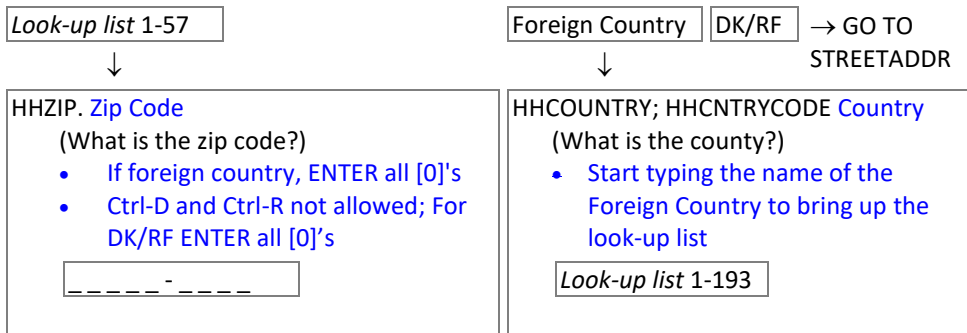 Look-up list 1-57
Foreign Country DK/RF → GO TO
STREETADDR
↓ ↓
HHZIP. Zip Code
(What is the zip code?)
• If foreign country, ENTER all [0]'s
• Ctrl-D and Ctrl-R not allowed; For
DK/RF ENTER all [0]’s
_ _ _ _ _ - _ _ _ _
HHCOUNTRY; HHCNTRYCODE Country
(What is the county?)
• Start typing the name of the
Foreign Country to bring up the
look-up list
Look-up list 1-193